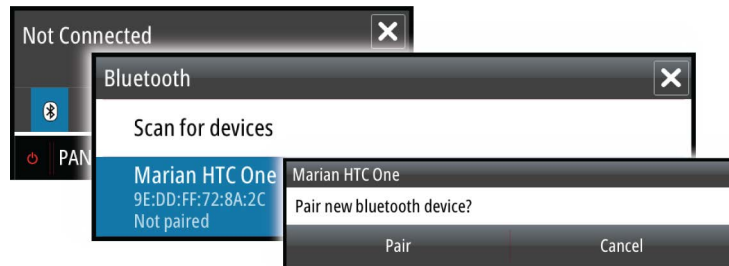 Not Connected
Bluetooth
Scan for devices
PAN
Marian HTC One
9E:DD:FF:72:8A:2C
Not paired
Marian HTC One
Pair new bluetooth device?
Pair Cancel